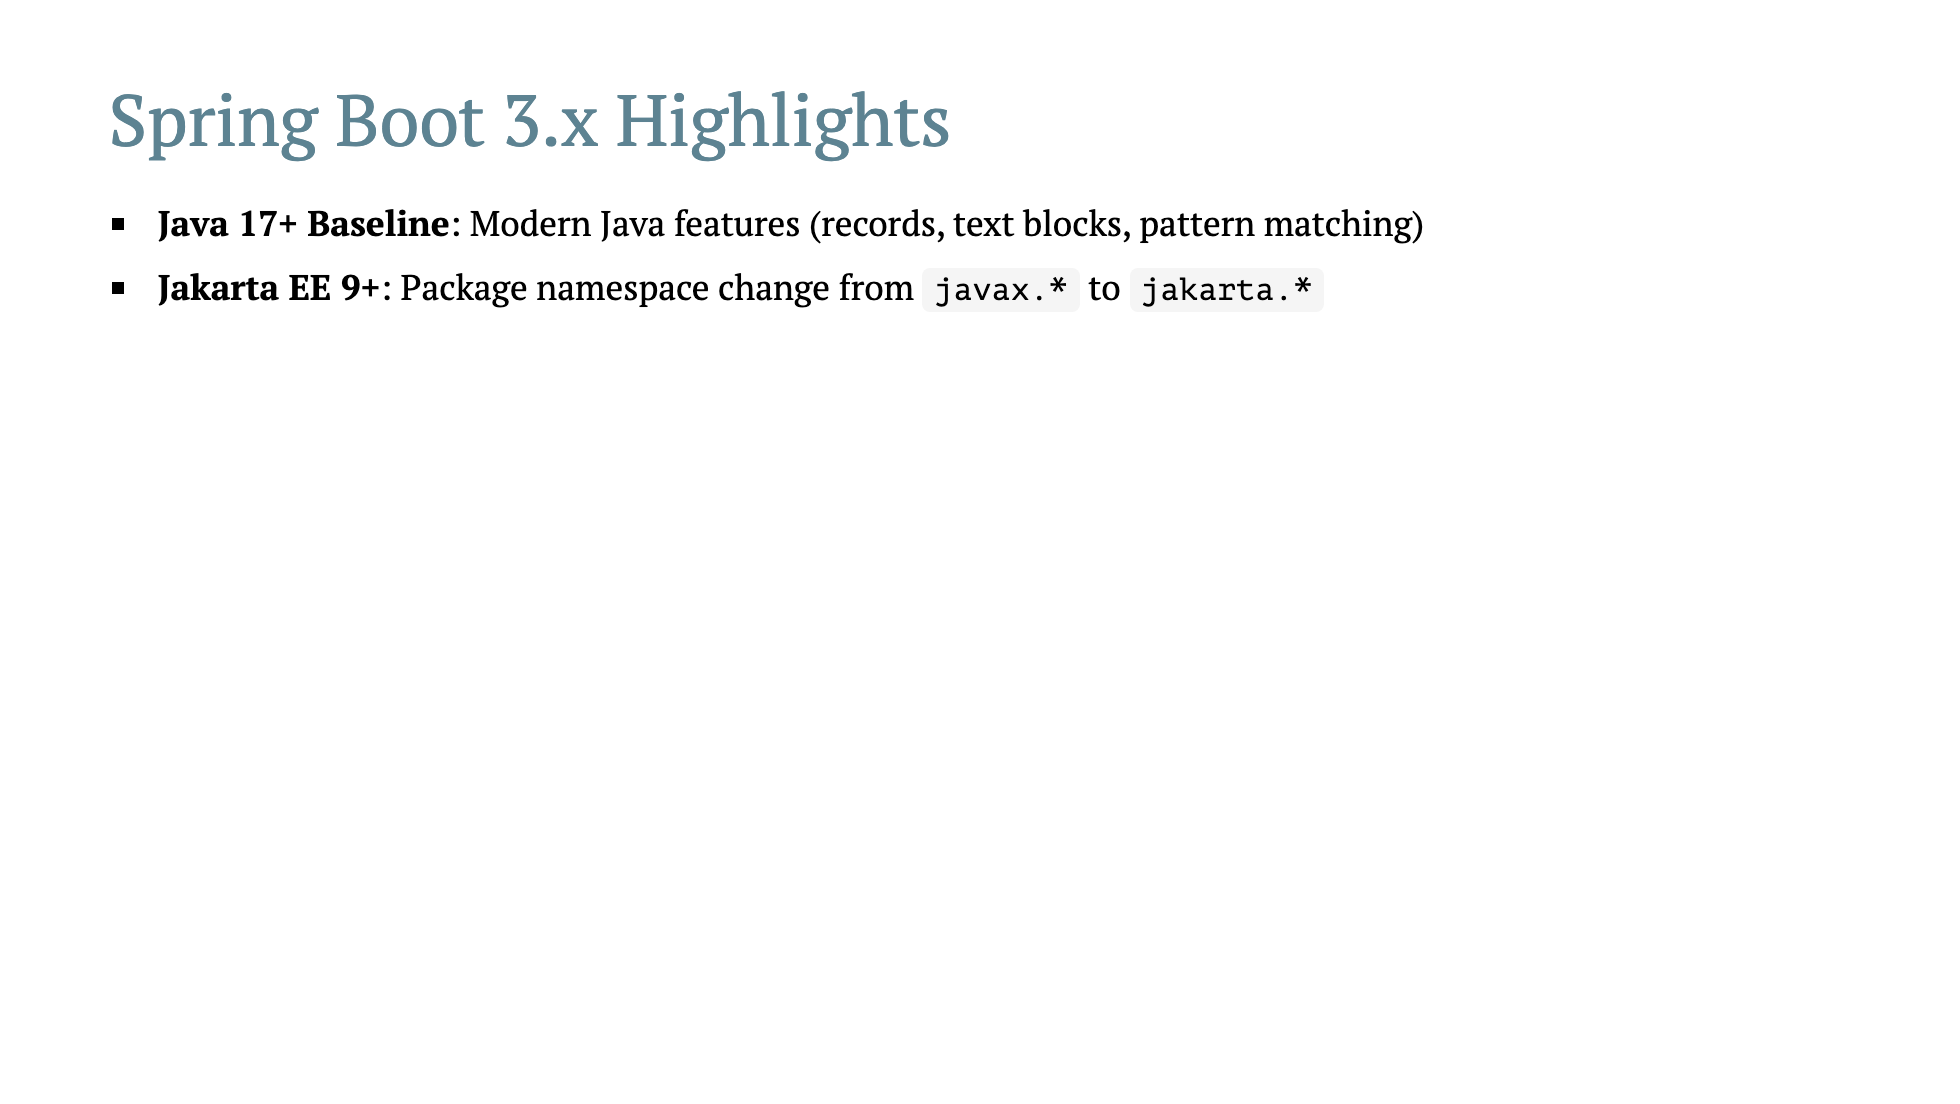 Spring Boot 3.x Highlights
▪ Java 17+ Baseline: Modern Java features (records, text blocks, pattern matching)
▪ Jakarta EE 9+: Package namespace change from javax.* to jakarta.*